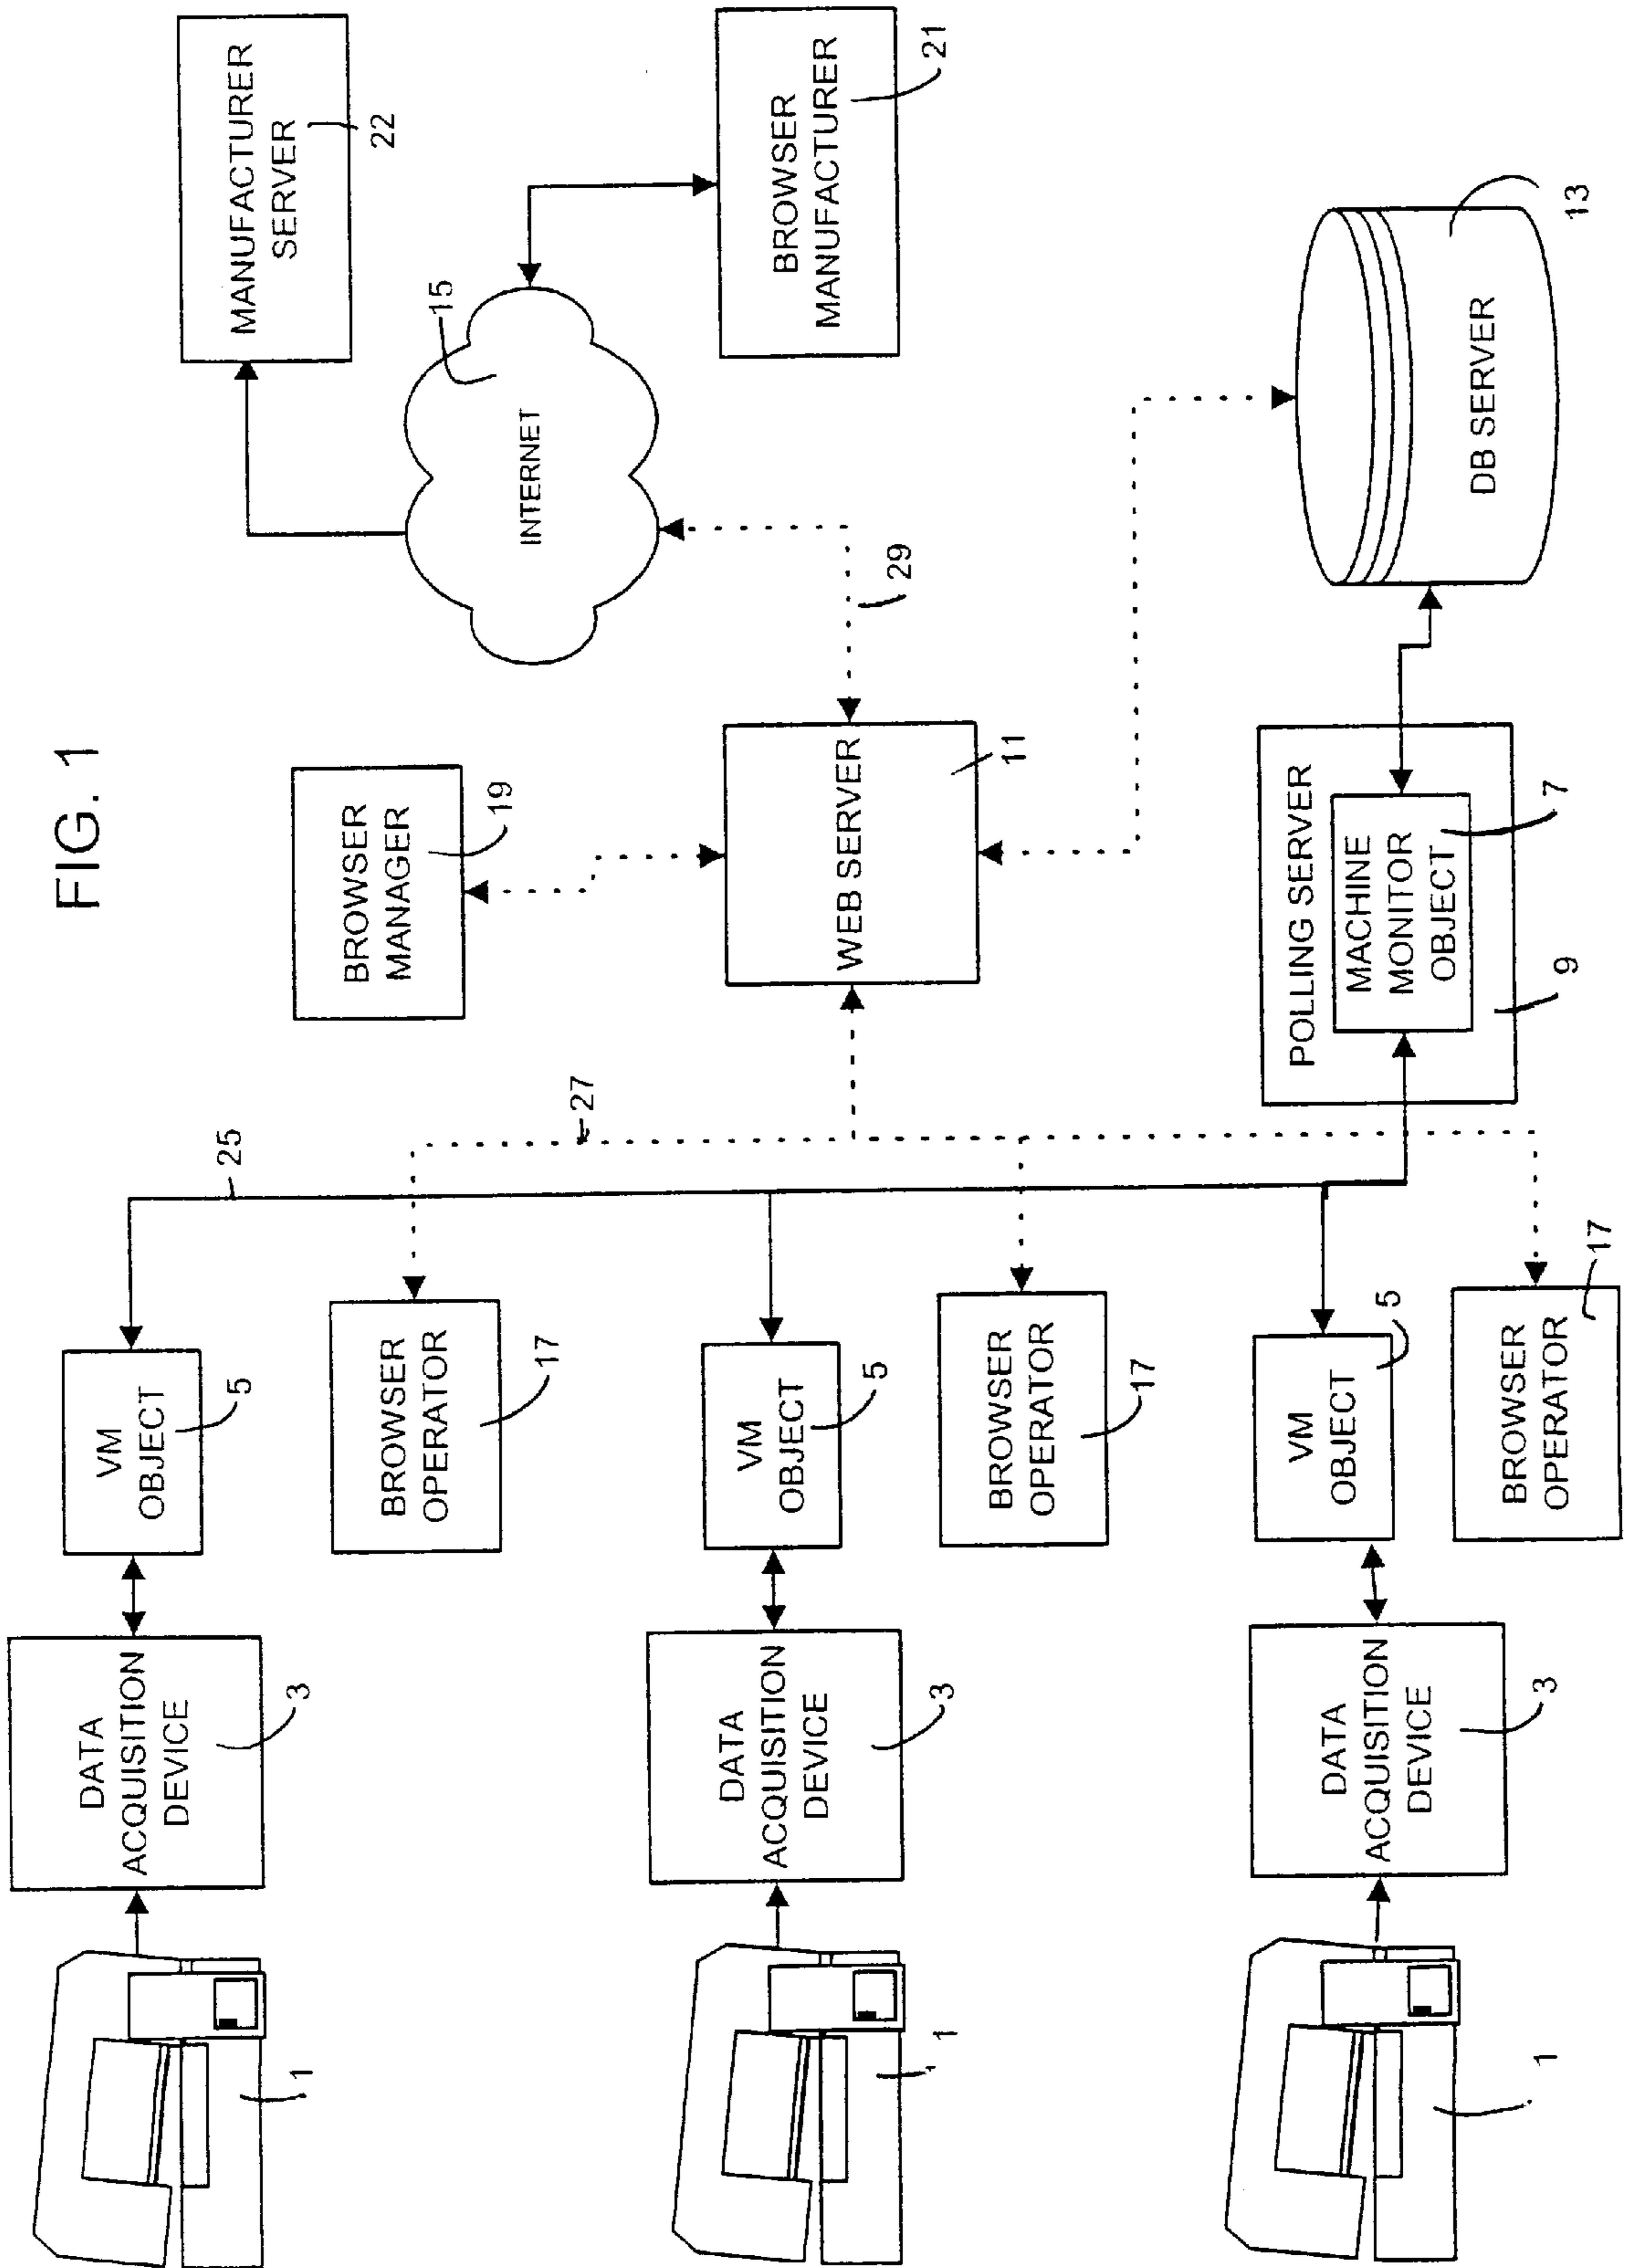 FIG. 1
1
DATA
ACQUISITION
DEVICE
3
VM
OBJECT
5
25
BROWSER
OPERATOR
17
27
BROWSER
MANAGER
19
MANUFACTURER
SERVER
22
15
INTERNET
BROWSER
MANUFACTURER
21
29
WEB SERVER
11
1
DATA
ACQUISITION
DEVICE
3
VM
OBJECT
5
BROWSER
OPERATOR
17
1
DATA
ACQUISITION
DEVICE
3
VM
OBJECT
5
BROWSER
OPERATOR
17
POLLING SERVER
MACHINE
MONITOR
OBJECT
7
9
DB SERVER
13